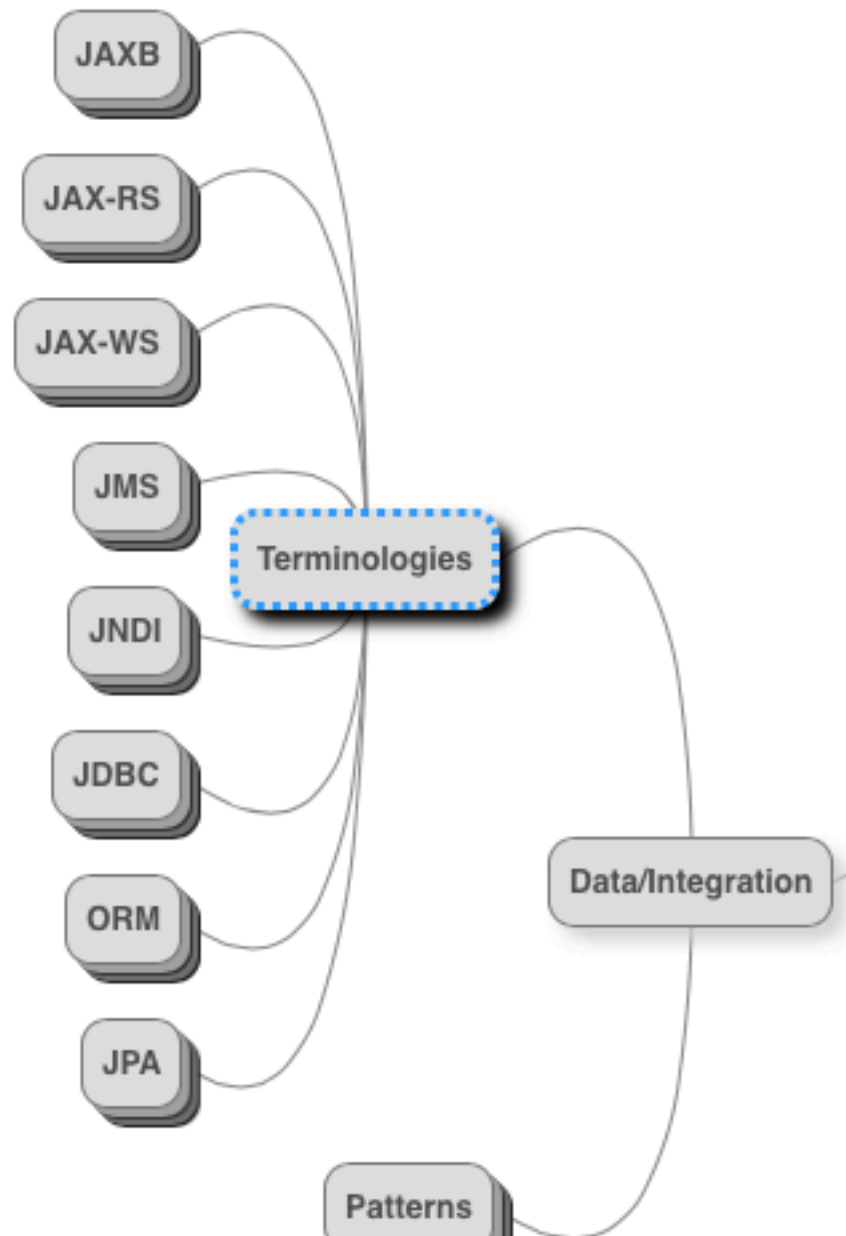 JAXB
JAX-RS
JAX-WS
JMS
Terminologies
JNDI
JDBC
Data/Integration
ORM
JPA
Patterns